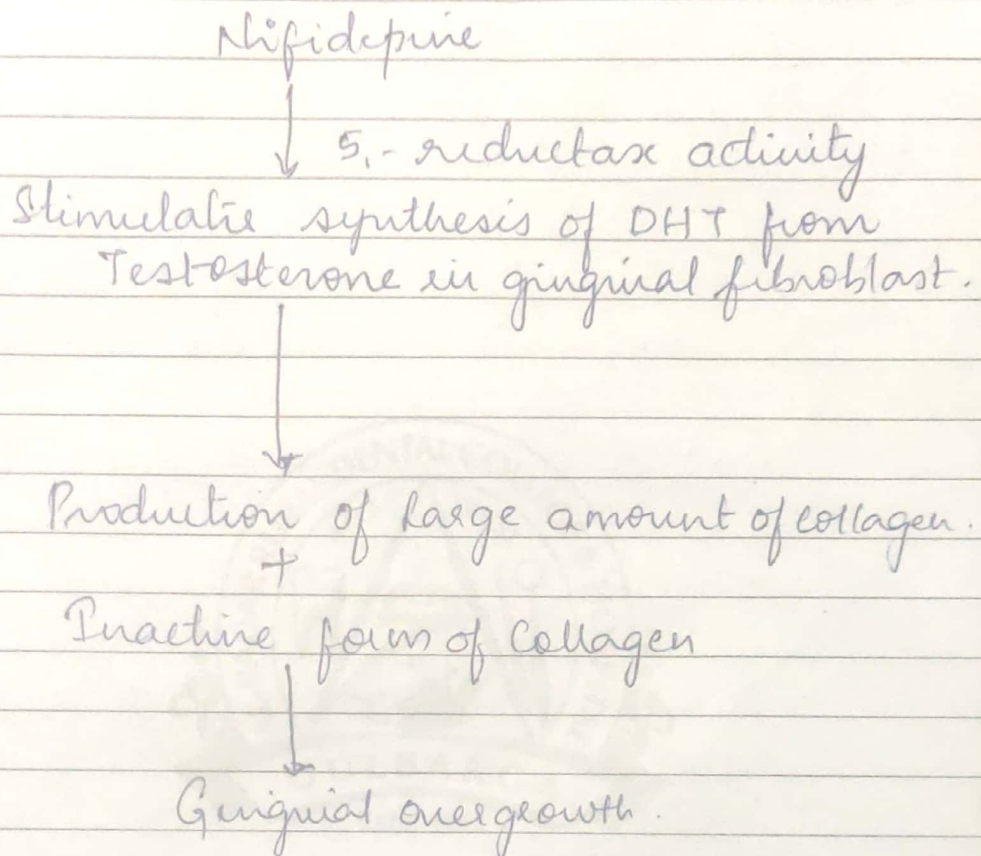 Nifidepine
5,- reductase activity
Stimulate synthesis of DHT from
Testosterone in gingival fibroblast.
Production of large amount of collagen.
+
Inactive form of Collagen
Gingival overgrowth.